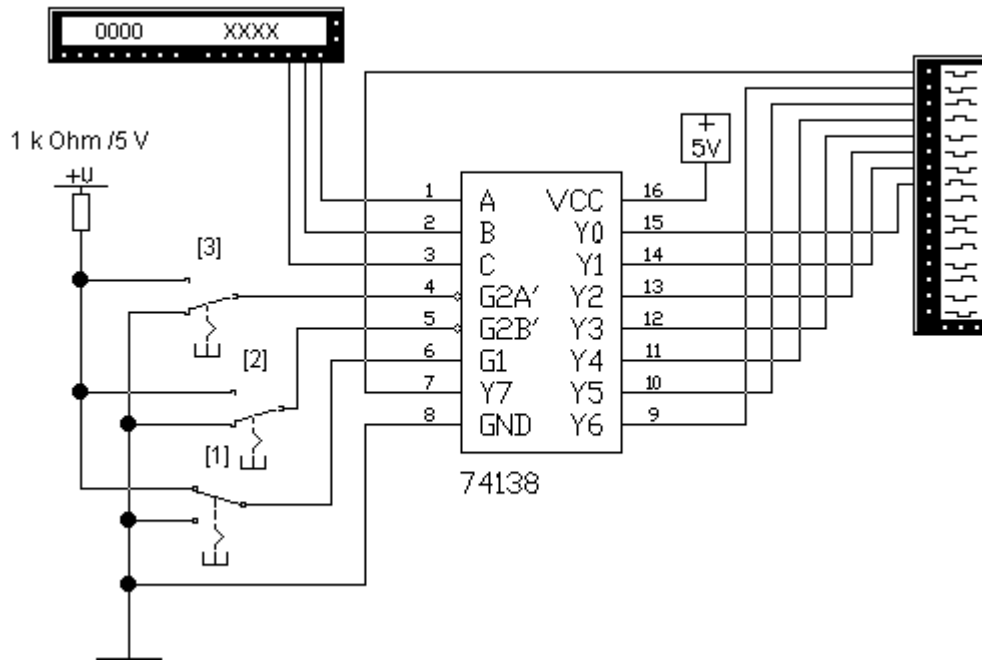 0000 XXXX
1 k Ohm /5 V
+V
+
5V
[3]
[2]
[1]
1 A VCC 16
2 B Y0 15
3 C Y1 14
4 G2A' Y2 13
5 G2B' Y3 12
6 G1 Y4 11
7 Y7 Y5 10
8 GND Y6 9
74138